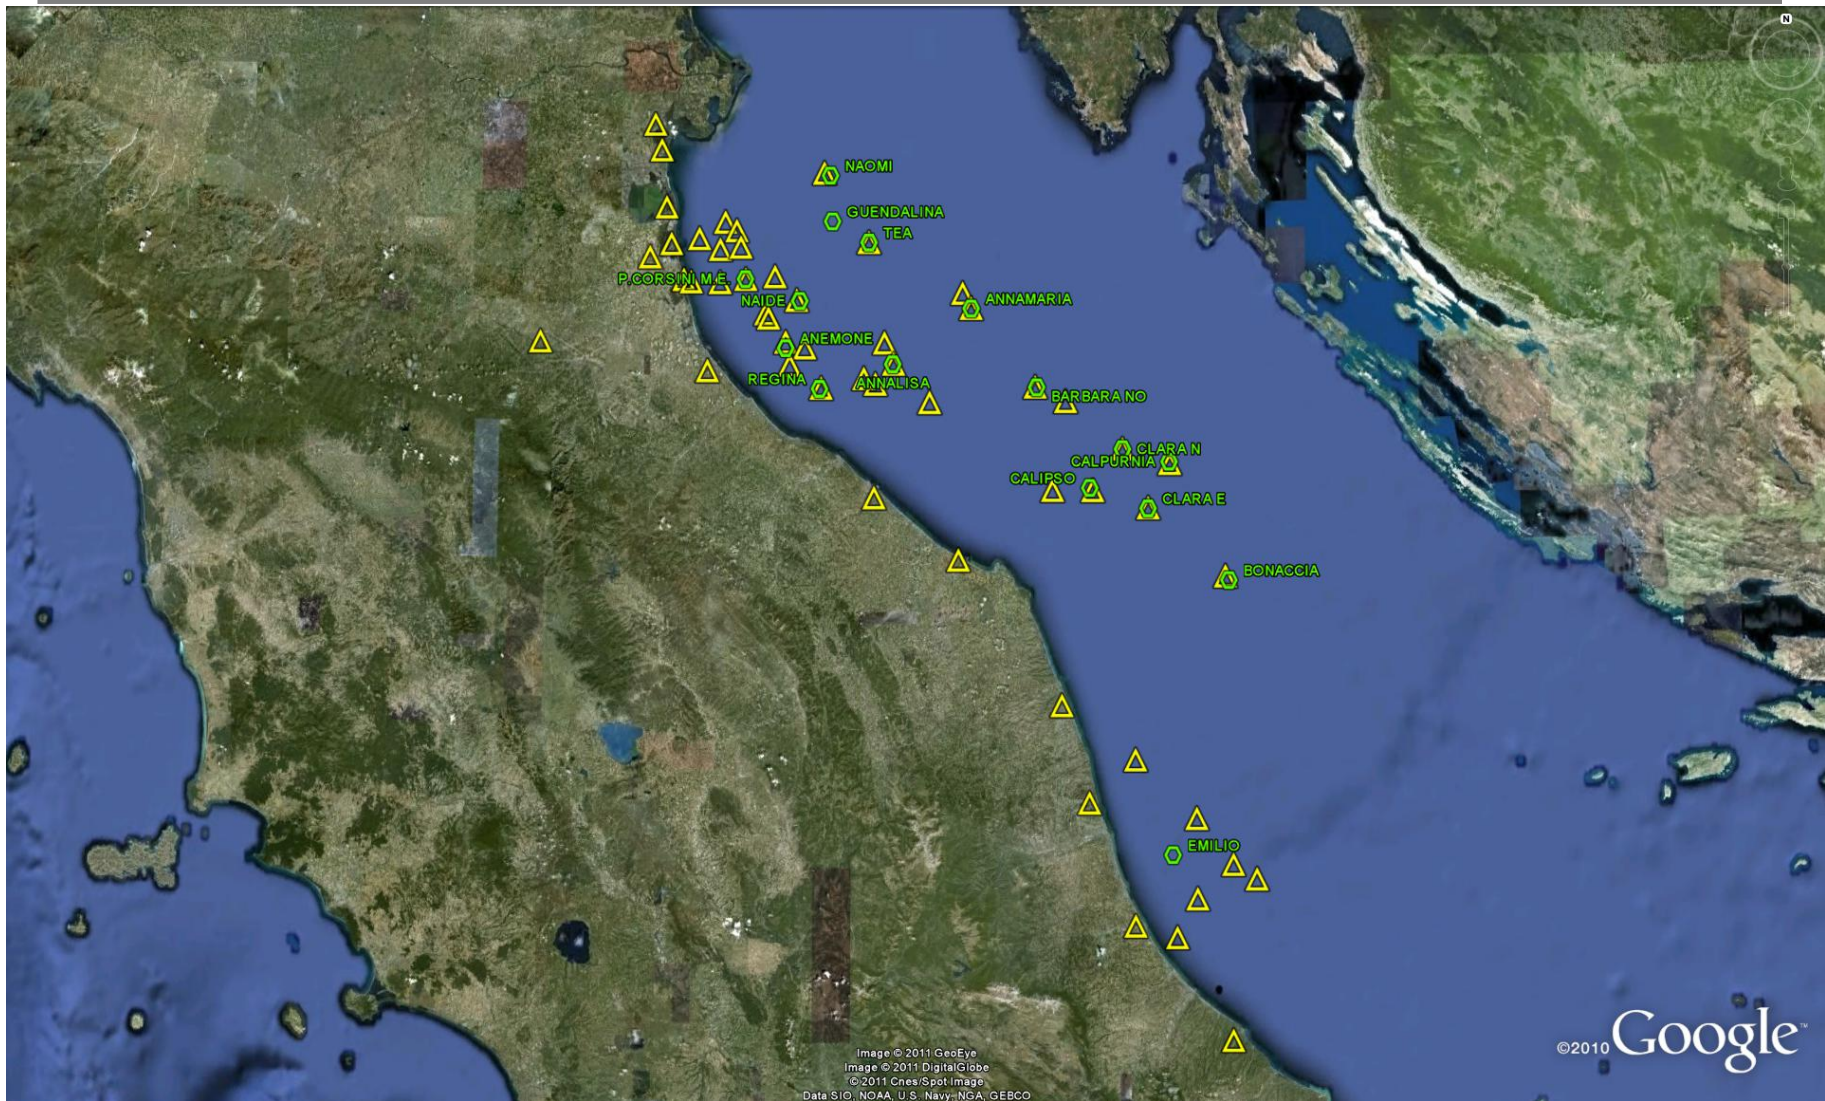 N
NAOMI
GUENDALINA
TEA
P.CORSINI M.E.
NAIDE
ANNAMARIA
ANEMONE
REGINA
ANNALISA
BARBARA NO
CLARA N
CALPURNIA
CALIPSO
CLARA E
BONACCIA
EMILIO
©2010 Google™
Image © 2011 GeoEye
Image © 2011 DigitalGlobe
© 2011 Cnes/Spot Image
Data SIO, NOAA, U.S. Navy, NGA, GEBCO